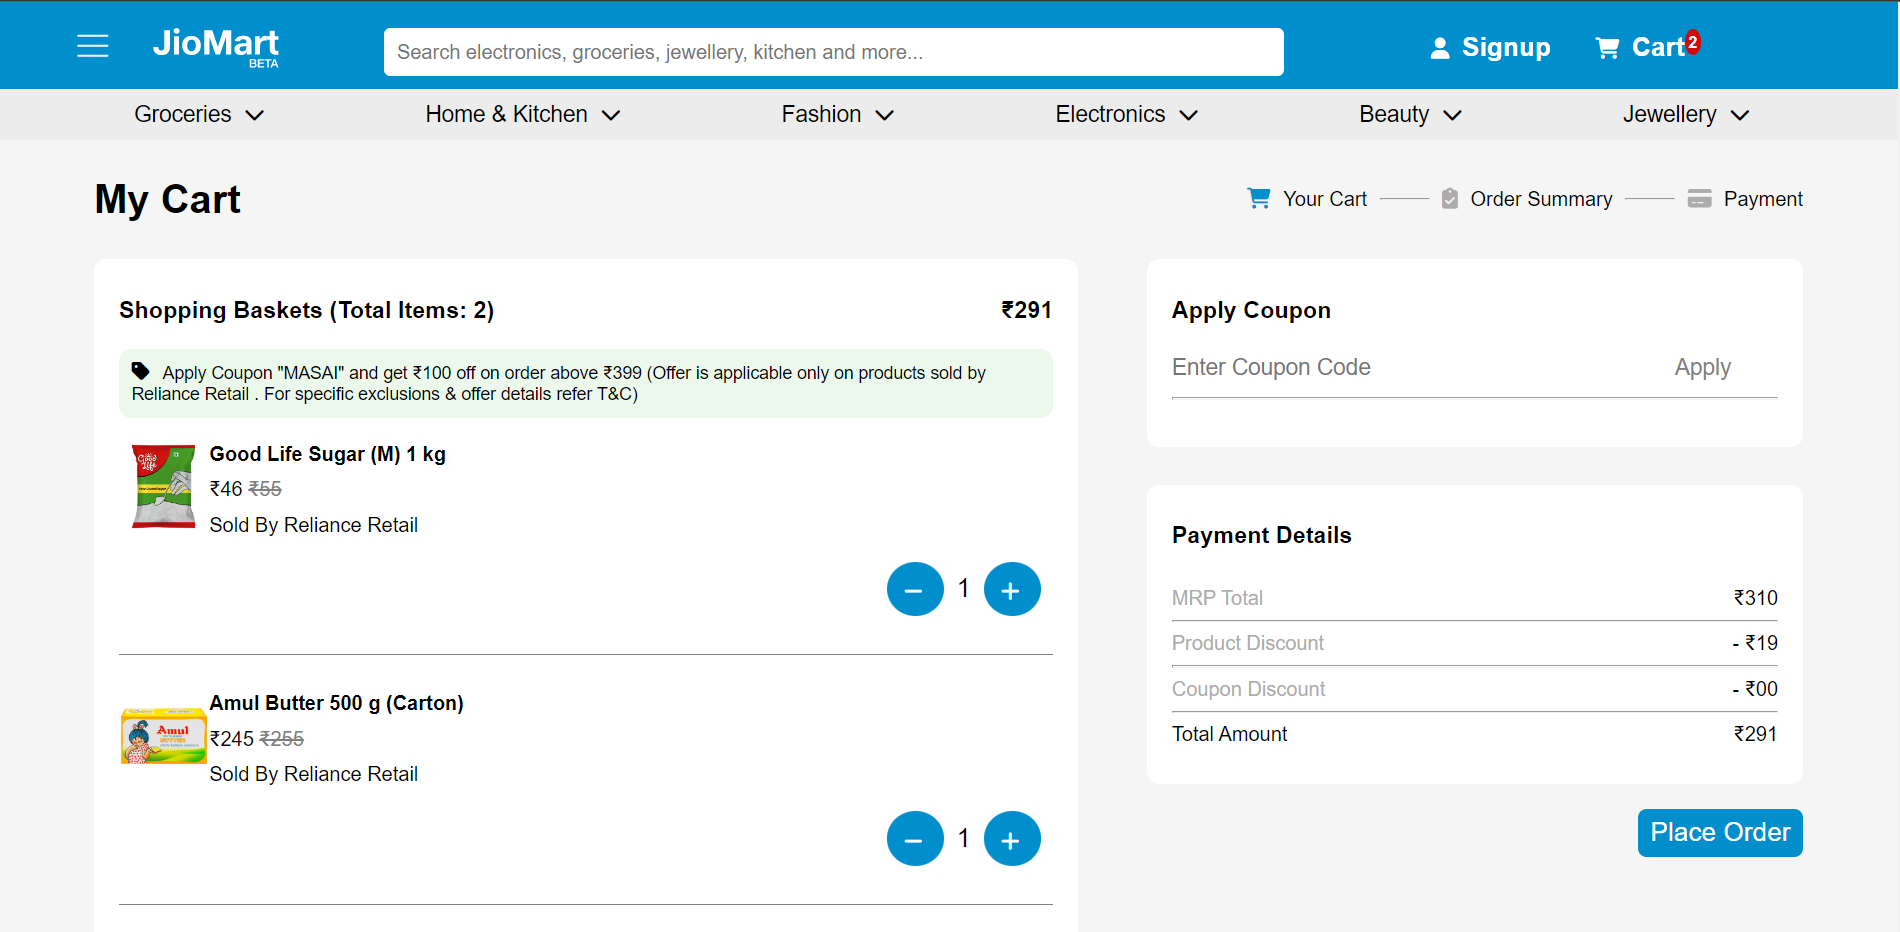 JioMart
BETA
Search electronics, groceries, jewellery, kitchen and more...
Signup
Cart 2
Groceries Home & Kitchen Fashion Electronics Beauty Jewellery
My Cart
Your Cart Order Summary Payment
Shopping Baskets (Total Items: 2) ₹291
Apply Coupon "MASAI" and get ₹100 off on order above ₹399 (Offer is applicable only on products sold by
Reliance Retail . For specific exclusions & offer details refer T&C)
Good Life
Good Life Sugar (M) 1 kg
₹46 ₹55
Sold By Reliance Retail
− 1 +
Amul
BUTTER
Amul Butter 500 g (Carton)
₹245 ₹255
Sold By Reliance Retail
− 1 +
Apply Coupon
Enter Coupon Code Apply
Payment Details
MRP Total ₹310
Product Discount - ₹19
Coupon Discount - ₹00
Total Amount ₹291
Place Order